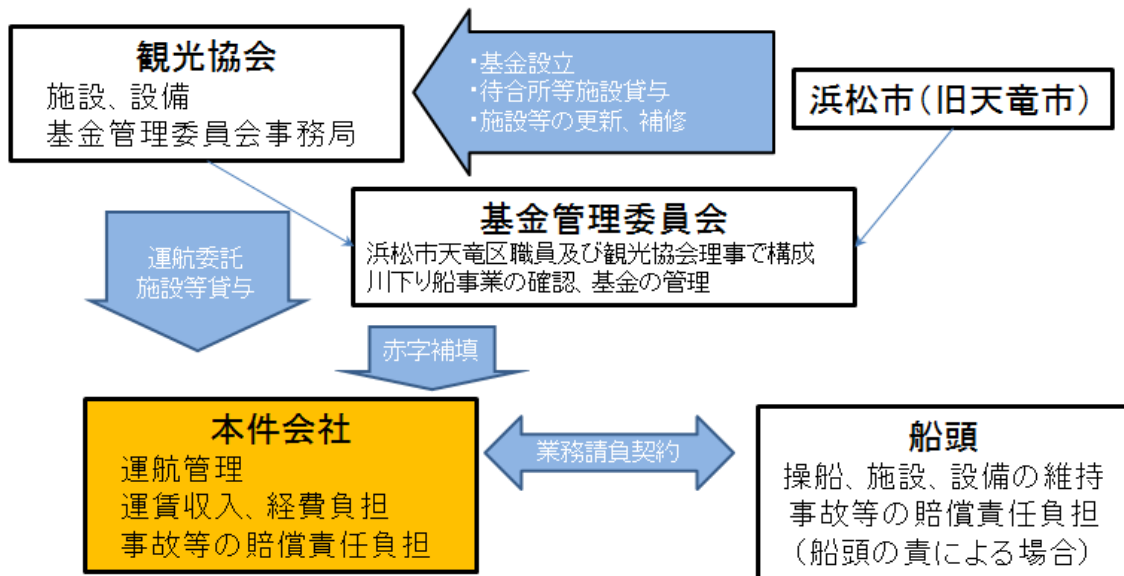 観光協会
施設、設備
基金管理委員会事務局
・基金設立
・待合所等施設貸与
・施設等の更新、補修
浜松市(旧天竜市)
基金管理委員会
浜松市天竜区職員及び観光協会理事で構成
川下り船事業の確認、基金の管理
運航委託
施設等貸与
赤字補填
本件会社
運航管理
運賃収入、経費負担
事故等の賠償責任負担
業務請負契約
船頭
操船、施設、設備の維持
事故等の賠償責任負担
(船頭の責による場合)